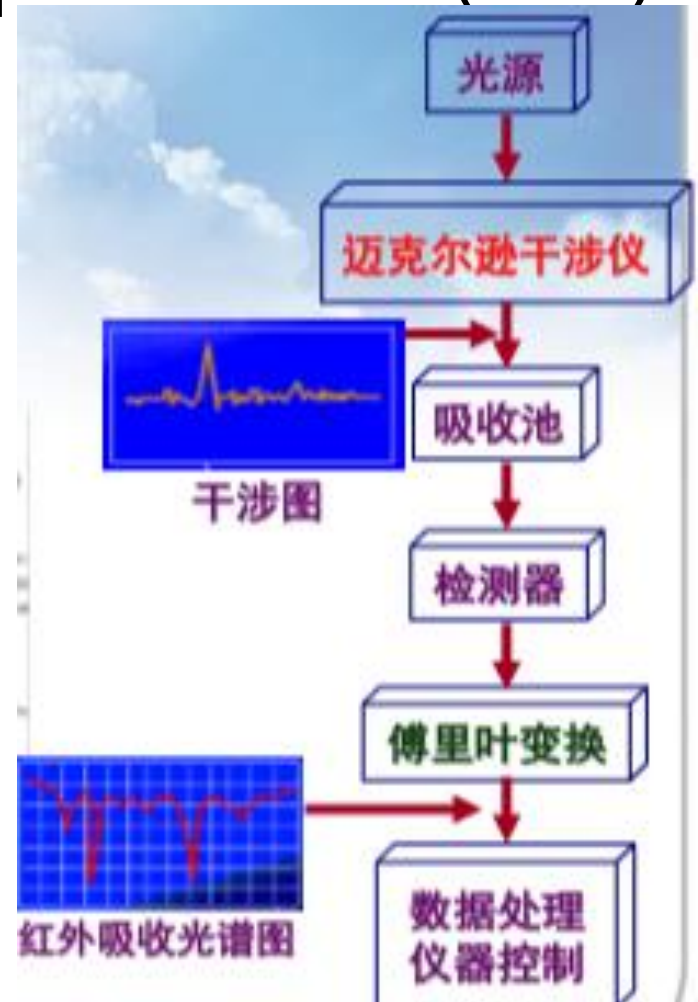 光源
迈克尔逊干涉仪
干涉图
吸收池
检测器
傅里叶变换
红外吸收光谱图
数据处理
仪器控制